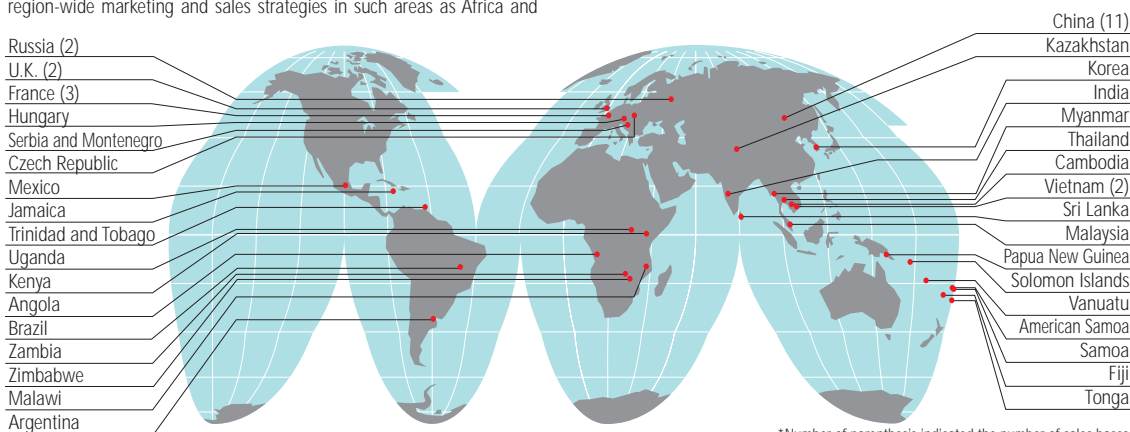 region-wide marketing and sales strategies in such areas as Africa and
Russia (2)
U.K. (2)
France (3)
Hungary
Serbia and Montenegro
Czech Republic
Mexico
Jamaica
Trinidad and Tobago
Uganda
Kenya
Angola
Brazil
Zambia
Zimbabwe
Malawi
Argentina
China (11)
Kazakhstan
Korea
India
Myanmar
Thailand
Cambodia
Vietnam (2)
Sri Lanka
Malaysia
Papua New Guinea
Solomon Islands
Vanuatu
American Samoa
Samoa
Fiji
Tonga
*Number of parenthesis indicated the number of sales bases